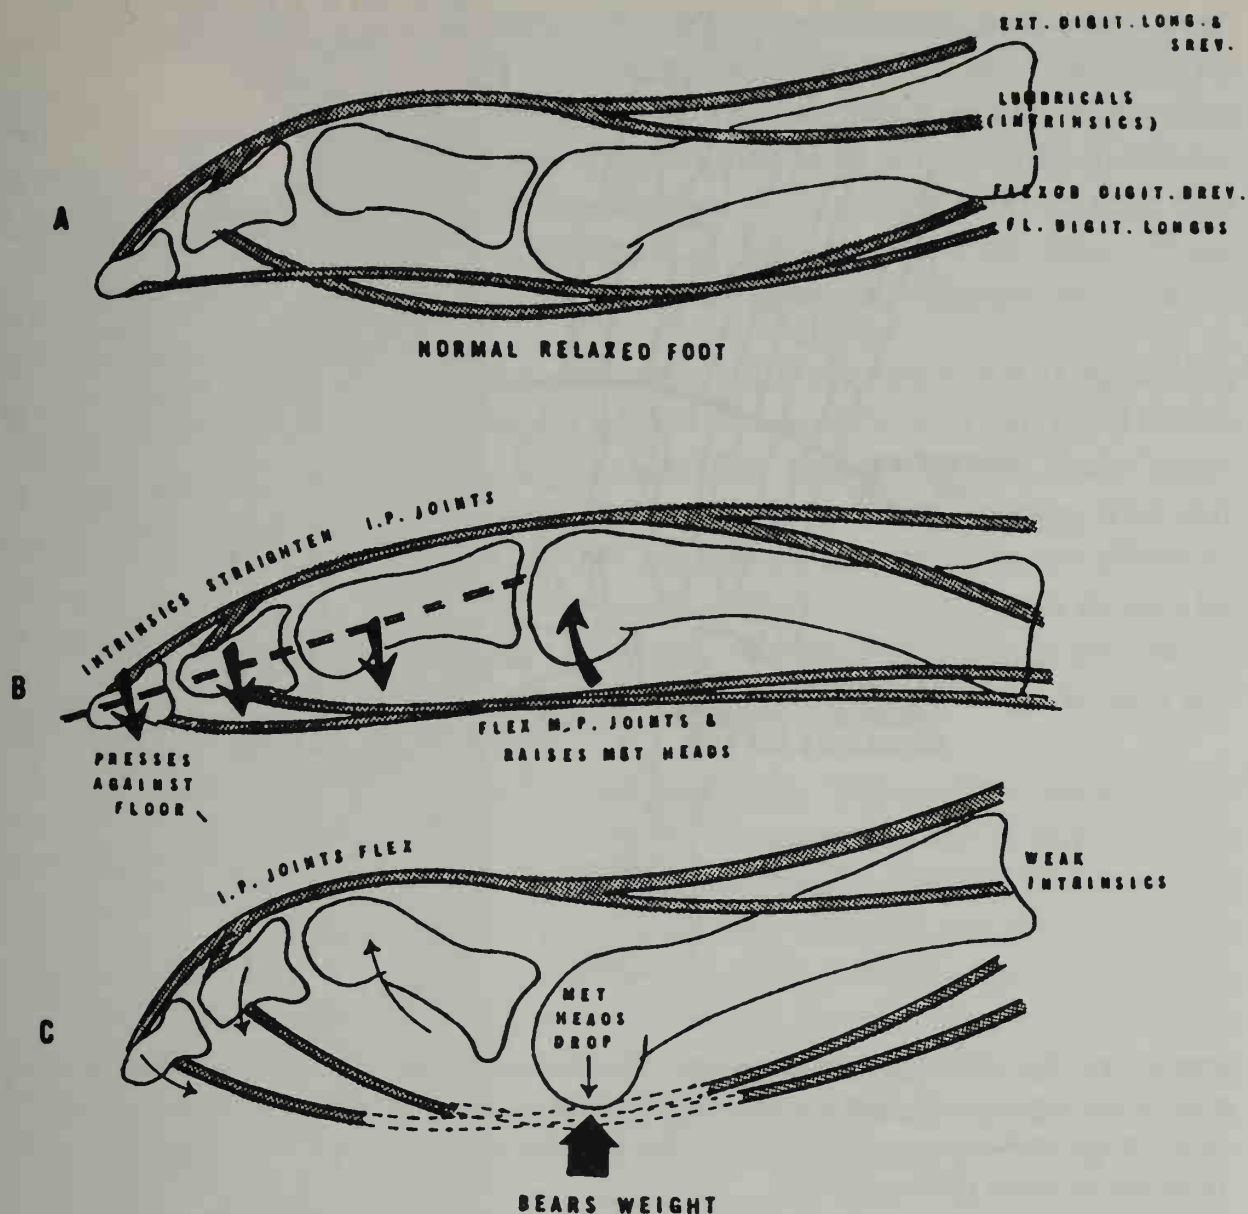 EXT. DIGIT. LONG. &
SREV.
LUMBRICALS
(INTRINSICS)
A
FLEXOR DIGIT. BREV.
FL. DIGIT. LONGUS
NORMAL RELAXED FOOT
INTRINSICS STRAIGHTEN I.P. JOINTS
B
FLEX M.P. JOINTS &
RAISES MET HEADS
PRESSES
AGAINST
FLOOR
I.P. JOINTS FLEX
WEAK
INTRINSICS
C
MET
HEADS
DROP
BEARS WEIGHT